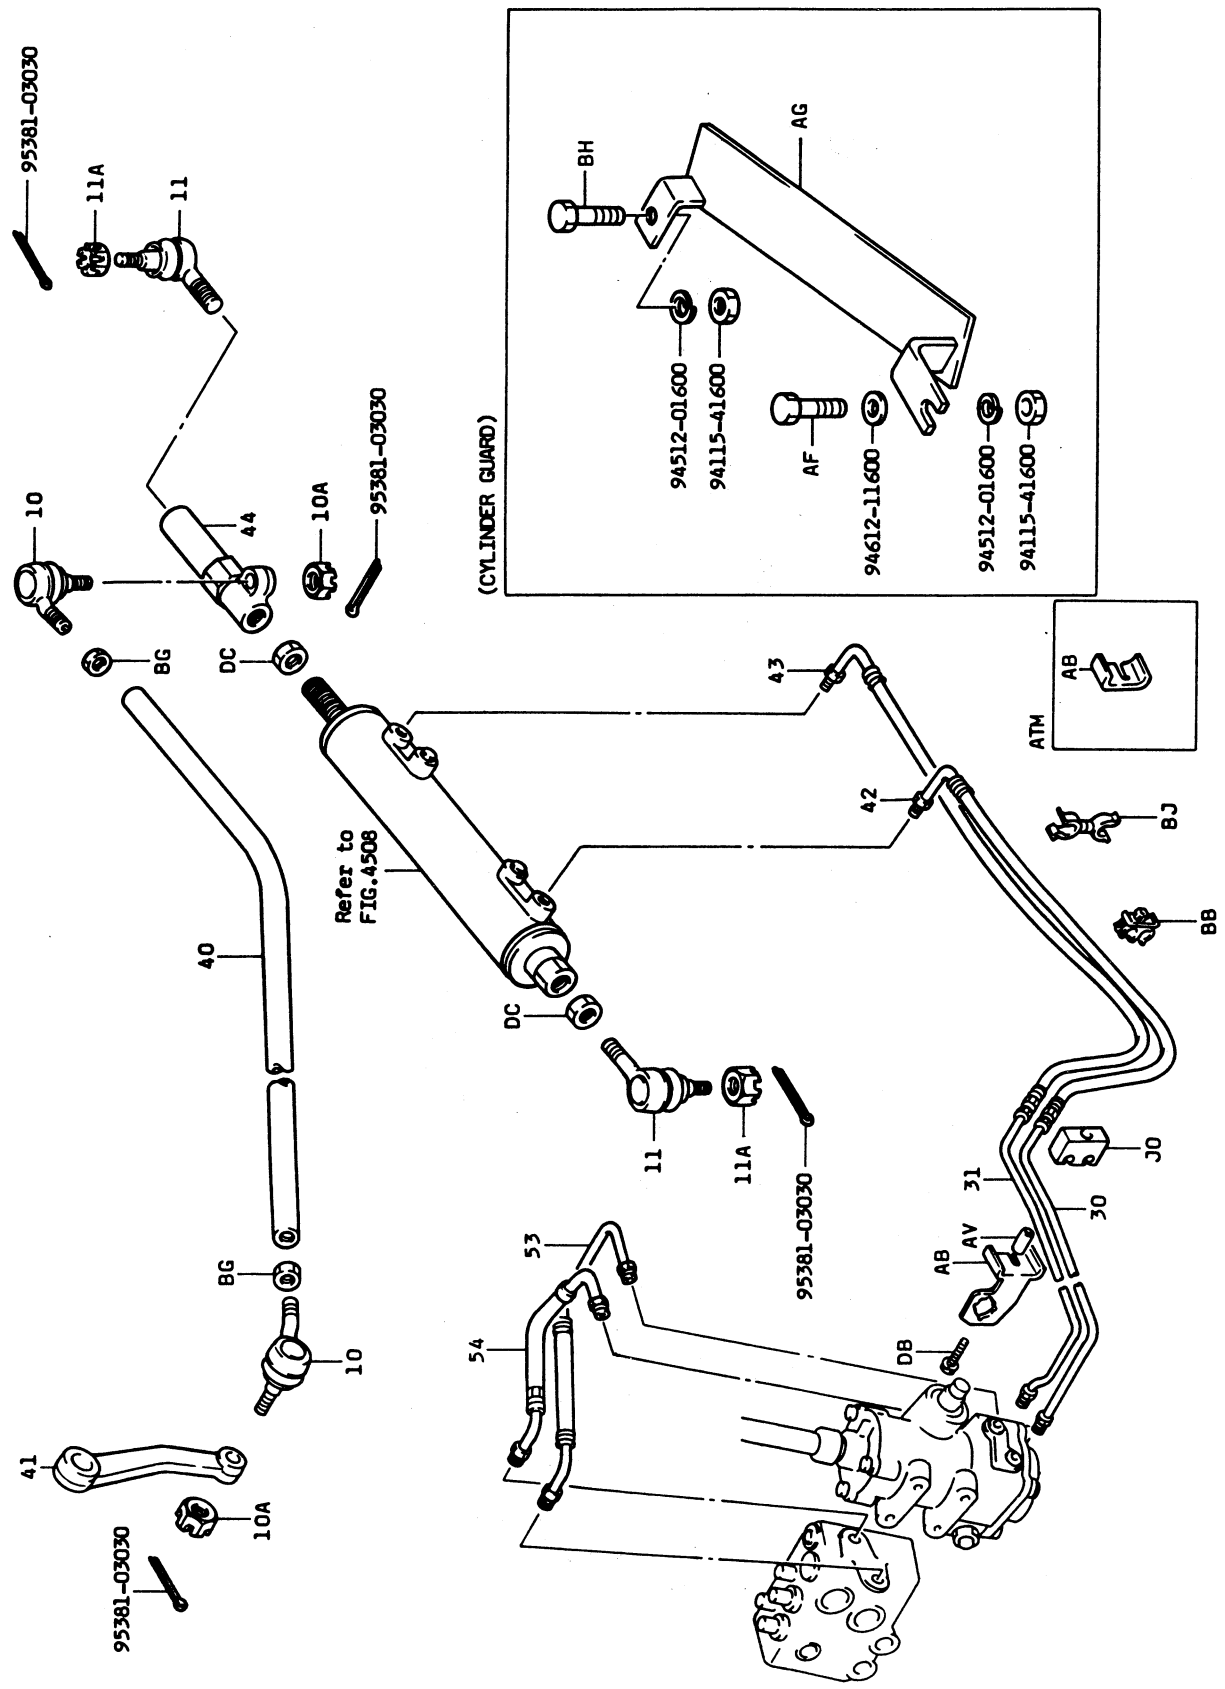 95381-03030
11A
11
10
44
10A
95381-03030
BG
DC
Refer to
FIG.4508
40
DC
11
11A
95381-03030
BG
10
41
10A
95381-03030
(CYLINDER GUARD)
BH
AG
94512-01600
94115-41600
AF
94612-11600
94512-01600
94115-41600
43
42
ATM
AB
BJ
BB
JO
31
30
AV
AB
DB
53
54